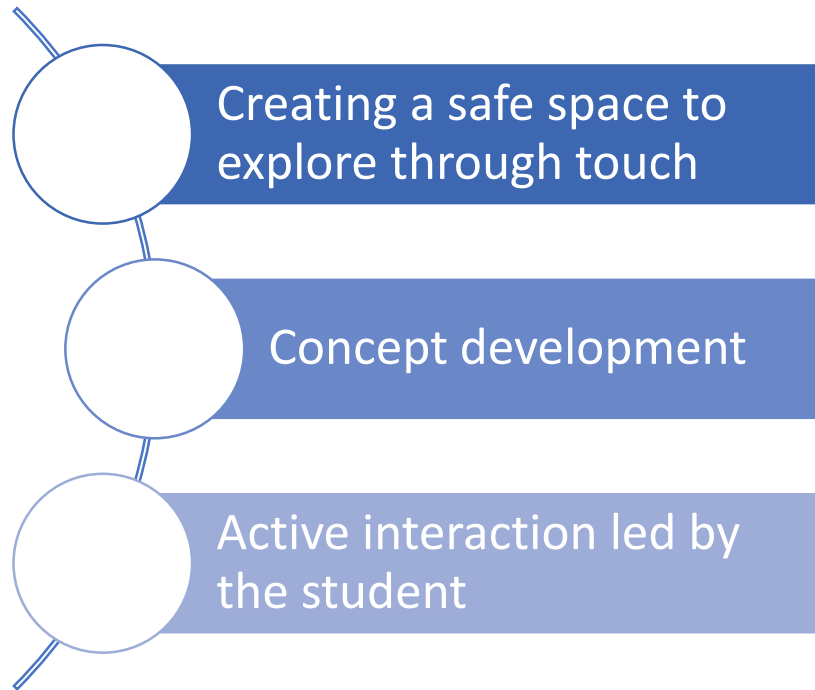 Creating a safe space to
explore through touch
Concept development
Active interaction led by
the student